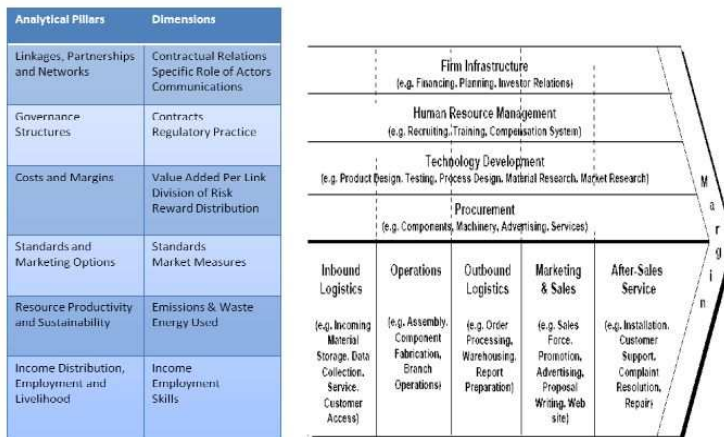 Analytical Pillars Dimensions
Linkages, Partnerships Contractual Relations
and Networks Specific Role of Actors
Communications
Governance Contracts
Structures Regulatory Practice
Costs and Margins Value Added Per Link
Division of Risk
Reward Distribution
Standards and Standards
Marketing Options Market Measures
Resource Productivity Emissions & Waste
and Sustainability Energy Used
Income Distribution, Income
Employment and Employment
Livelihood Skills
Firm Infrastructure
(e.g. Financing, Planning, Investor Relations)
Human Resource Management
(e.g. Recruiting, Training, Compensation System)
Technology Development
(e.g. Product Design, Testing, Process Design, Material Research, Market Research)
Procurement
(e.g. Components, Machinery, Advertising, Services)
Inbound
Logistics
(e.g. Incoming
Material
Storage, Data
Collection,
Service,
Customer
Access)
Operations
(e.g. Assembly,
Component
Fabrication,
Branch
Operations)
Outbound
Logistics
(e.g. Order
Processing,
Warehousing,
Report
Preparation)
Marketing
& Sales
(e.g. Sales
Force,
Promotion,
Advertising,
Proposal
Writing, Web
site)
After-Sales
Service
(e.g. Installation,
Customer
Support,
Complaint
Resolution,
Repair)
Margin